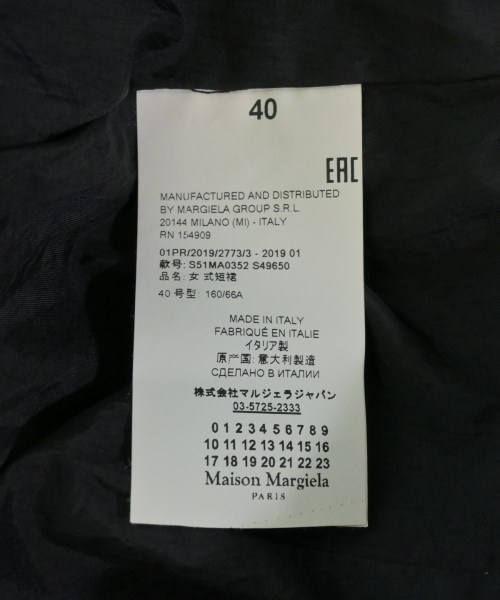 40
EAC
MANUFACTURED AND DISTRIBUTED
BY MARGIELA GROUP S.R.L.
20144 MILANO (MI) - ITALY
RN 154909
01PR/2019/2773/3 - 2019 01
款号: S51MA0352 S49650
品名: 女 式短裙
40 号型: 160/66A
MADE IN ITALY
FABRIQUÉ EN ITALIE
イタリア製
原产国: 意大利製造
СДЕЛАНО В ИТАЛИИ
株式会社マルジェラジャパン
03-5725-2333
0 1 2 3 4 5 6 7 8 9
10 11 12 13 14 15 16
17 18 19 20 21 22 23
Maison Margiela
PARIS